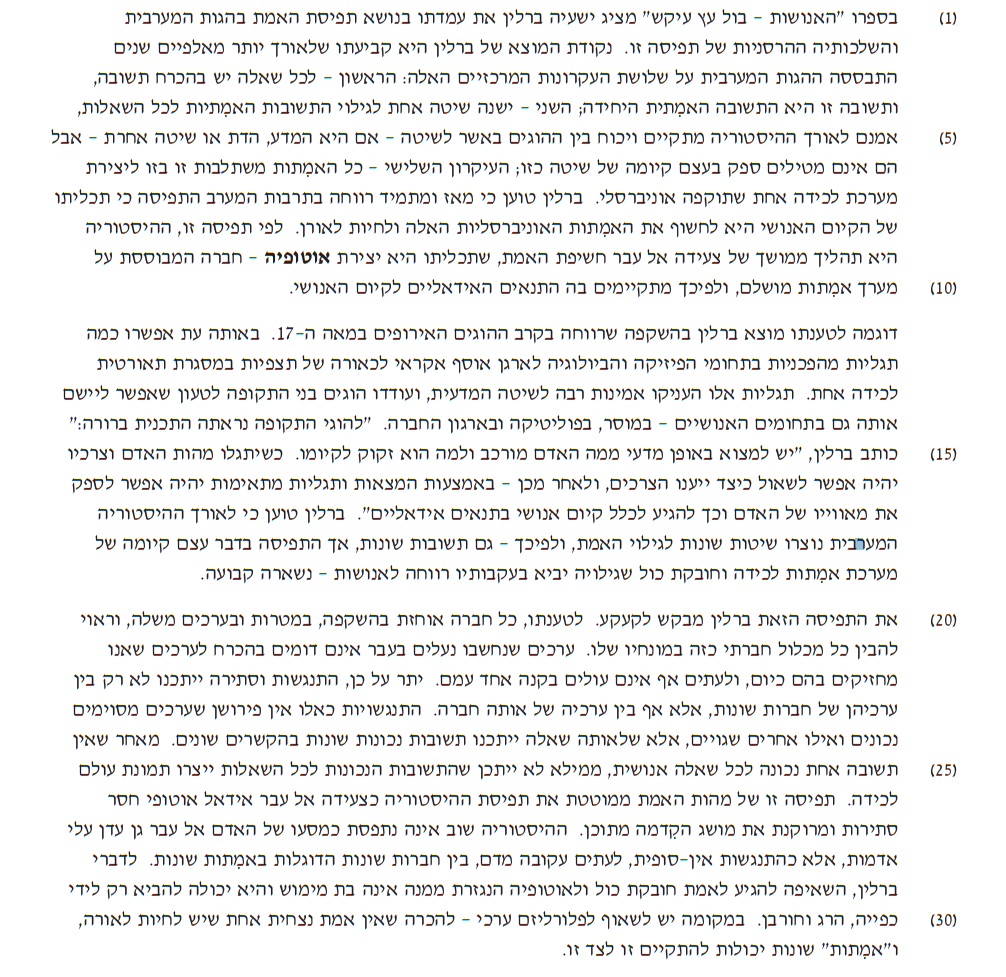 (1) בספרו "האנושות – בול עץ עיקש" מציג ישעיה ברלין את עמדתו בנושא תפיסת האמת בהגות המערבית
והשלכותיה ההרסניות של תפיסה זו. נקודת המוצא של ברלין היא קביעתו שלאורך יותר מאלפיים שנים
התבססה ההגות המערבית על שלושת העקרונות המרכזיים האלה: הראשון – לכל שאלה יש בהכרח תשובה,
ותשובה זו היא התשובה האמִתית היחידה; השני – ישנה שיטה אחת לגילוי התשובות האמִתיות לכל השאלות,
(5) אמנם לאורך ההיסטוריה מתקיים ויכוח בין ההוגים באשר לשיטה – אם היא המדע, הדת או שיטה אחרת – אבל
הם אינם מטילים ספק בעצם קיומה של שיטה כזו; העיקרון השלישי – כל האמִתות משתלבות זו בזו ליצירת
מערכת לכידה אחת שתוקפה אוניברסלי. ברלין טוען כי מאז ומתמיד רווחה בתרבות המערב התפיסה כי תכליתו
של הקיום האנושי היא לחשוף את האמִתות האוניברסליות האלה ולחיות לאורן. לפי תפיסה זו, ההיסטוריה
היא תהליך ממושך של צעידה אל עבר חשיפת האמת, שתכליתו היא יצירת אוטופיה – חברה המבוססת על
(10) מערך אמִתות מושלם, ולפיכך מתקיימים בה התנאים האידאליים לקיום האנושי.
דוגמה לטענתו מוצא ברלין בהשקפה שרווחה בקרב ההוגים האירופים במאה ה-17. באותה עת אפשרו כמה
תגליות מהפכניות בתחומי הפיזיקה והביולוגיה לארגן אוסף אקראי לכאורה של תצפיות במסגרת תאורטית
לכידה אחת. תגליות אלו העניקו אמינות רבה לשיטה המדעית, ועודדו הוגים בני התקופה לטעון שאפשר ליישם
אותה גם בתחומים האנושיים – במוסר, בפוליטיקה ובארגון החברה. "להוגי התקופה נראתה התכנית ברורה:"
(15) כותב ברלין, "יש למצוא באופן מדעי ממה האדם מורכב ולמה הוא זקוק לקיומו. כשיתגלו מהות האדם וצרכיו
יהיה אפשר לשאול כיצד ייענו הצרכים, ולאחר מכן – באמצעות המצאות ותגליות מתאימות יהיה אפשר לספק
את מאווייו של האדם וכך להגיע לכלל קיום אנושי בתנאים אידאליים". ברלין טוען כי לאורך ההיסטוריה
המערבית נוצרו שיטות שונות לגילוי האמת, ולפיכך – גם תשובות שונות, אך התפיסה בדבר עצם קיומה של
מערכת אמִתות לכידה וחובקת כול שגילויה יביא בעקבותיו רווחה לאנושות – נשארה קבועה.
(20) את התפיסה הזאת ברלין מבקש לקעקע. לטענתו, כל חברה אוחזת בהשקפה, במטרות ובערכים משלה, וראוי
להבין כל מכלול חברתי כזה במונחיו שלו. ערכים שנחשבו נעלים בעבר אינם דומים בהכרח לערכים שאנו
מחזיקים בהם כיום, ולעתים אף אינם עולים בקנה אחד עמם. יתר על כן, התנגשות וסתירה ייתכנו לא רק בין
ערכיהן של חברות שונות, אלא אף בין ערכיה של אותה חברה. התנגשויות כאלו אין פירושן שערכים מסוימים
נכונים ואילו אחרים שגויים, אלא שלאותה שאלה ייתכנו תשובות נכונות שונות בהקשרים שונים. מאחר שאין
(25) תשובה אחת נכונה לכל שאלה אנושית, ממילא לא ייתכן שהתשובות הנכונות לכל השאלות ייצרו תמונת עולם
לכידה. תפיסה זו של מהות האמת ממוטטת את תפיסת ההיסטוריה כצעידה אל עבר אידאל אוטופי חסר
סתירות ומרוקנת את מושג הקִדמה מתוכן. ההיסטוריה שוב אינה נתפסת כמסעו של האדם אל עבר גן עדן עלי
אדמות, אלא כהתנגשות אין-סופית, לעתים עקובה מדם, בין חברות שונות הדוגלות באמִתות שונות. לדברי
ברלין, השאיפה להגיע לאמת חובקת כול ולאוטופיה הנגזרת ממנה אינה בת מימוש והיא יכולה להביא רק לידי
(30) כפייה, הרג וחורבן. במקומה יש לשאוף לפלורליזם ערכי – להכרה שאין אמת נצחית אחת שיש לחיות לאורה,
ו"אמִתות" שונות יכולות להתקיים זו לצד זו.